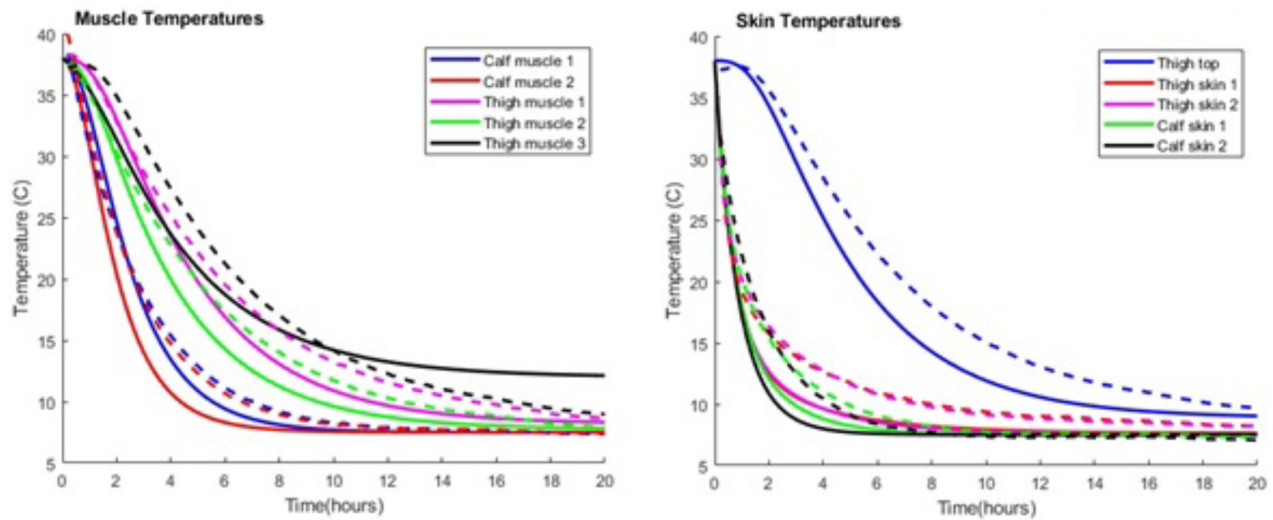 Muscle Temperatures
40
35
30
25
20
15
10
5
Temperature (C)
0 2 4 6 8 10 12 14 16 18 20
Time(hours)
Calf muscle 1
Calf muscle 2
Thigh muscle 1
Thigh muscle 2
Thigh muscle 3
Skin Temperatures
40
35
30
25
20
15
10
5
Temperature (C)
0 2 4 6 8 10 12 14 16 18 20
Time(hours)
Thigh top
Thigh skin 1
Thigh skin 2
Calf skin 1
Calf skin 2